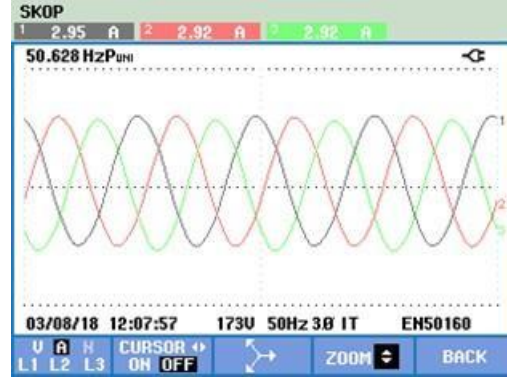 SKOP
1 2.95 A 2 2.92 A 3 2.92 A
50.628 HzPUNI
1
2
3
03/08/18 12:07:57 173V 50Hz 3Ø IT EN50160
V A H CURSOR ZOOM BACK
L1 L2 L3 ON OFF